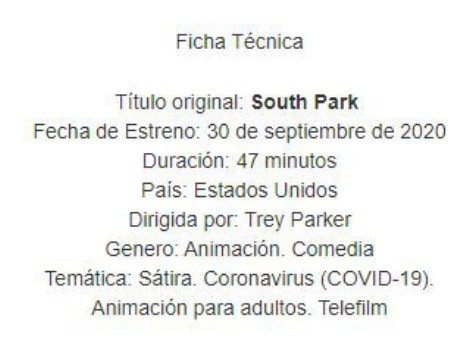 Ficha Técnica
Título original: South Park
Fecha de Estreno: 30 de septiembre de 2020
Duración: 47 minutos
País: Estados Unidos
Dirigida por: Trey Parker
Genero: Animación. Comedia
Temática: Sátira. Coronavirus (COVID-19).
Animación para adultos. Telefilm